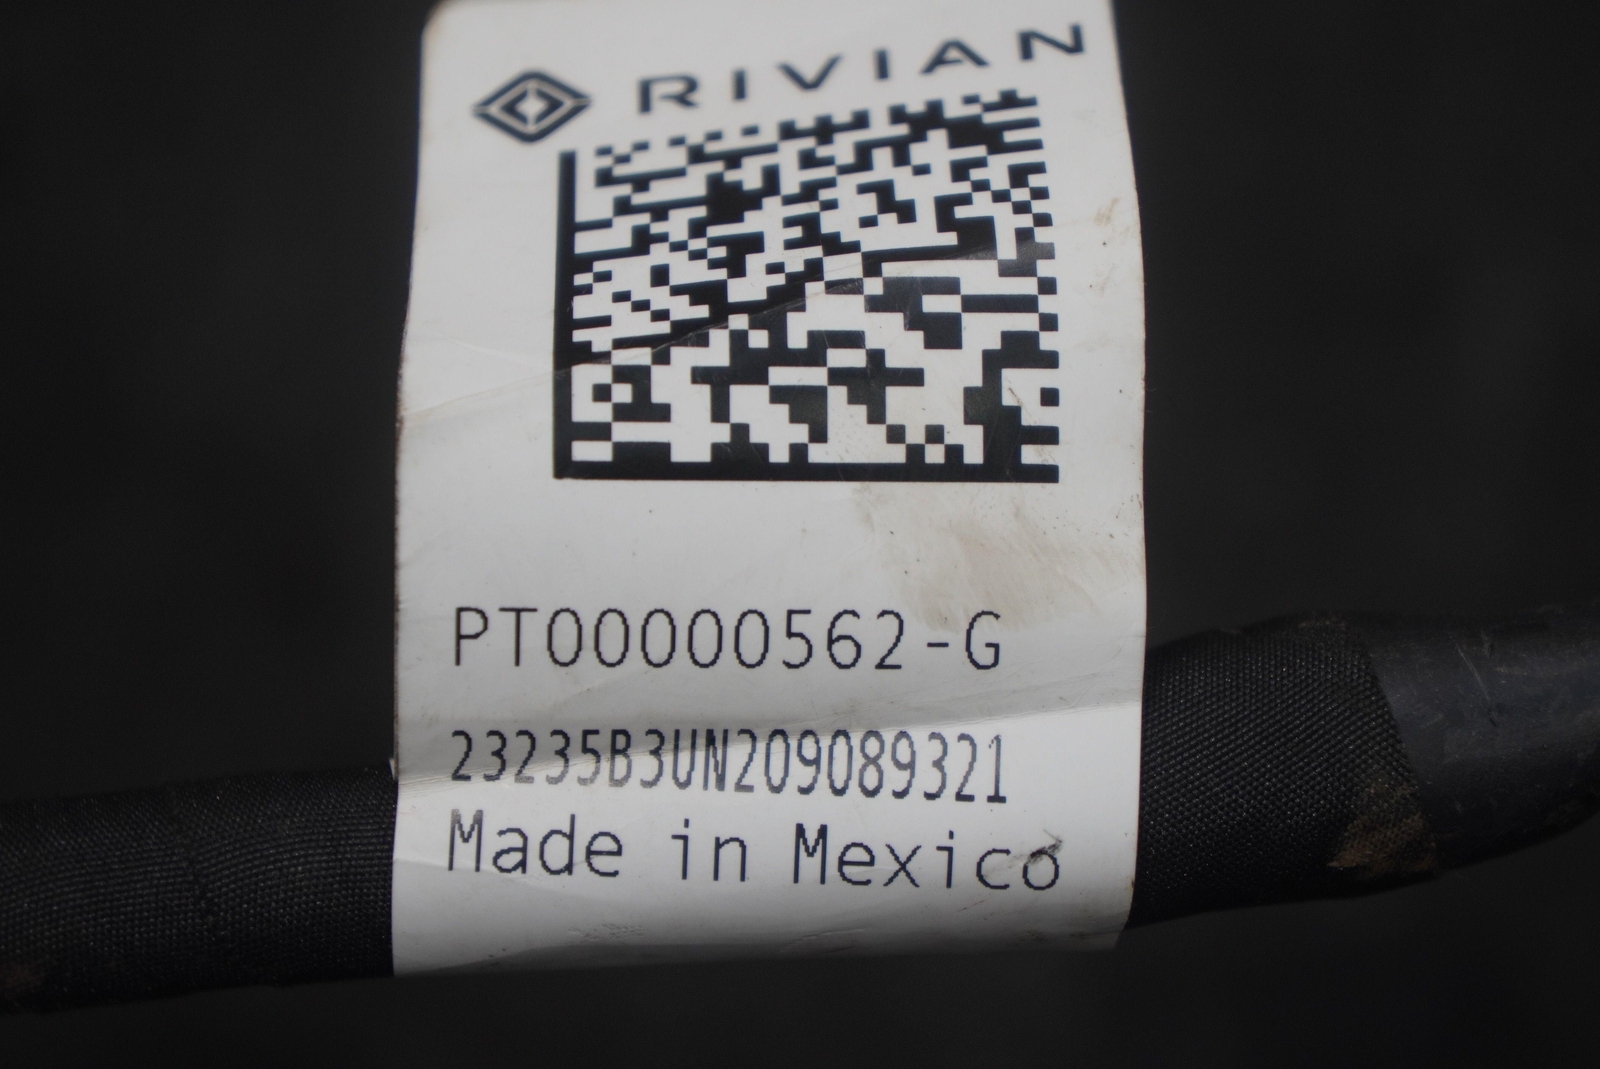 RIVIAN
PT00000562-G
23235B3UN209089321
Made in Mexico